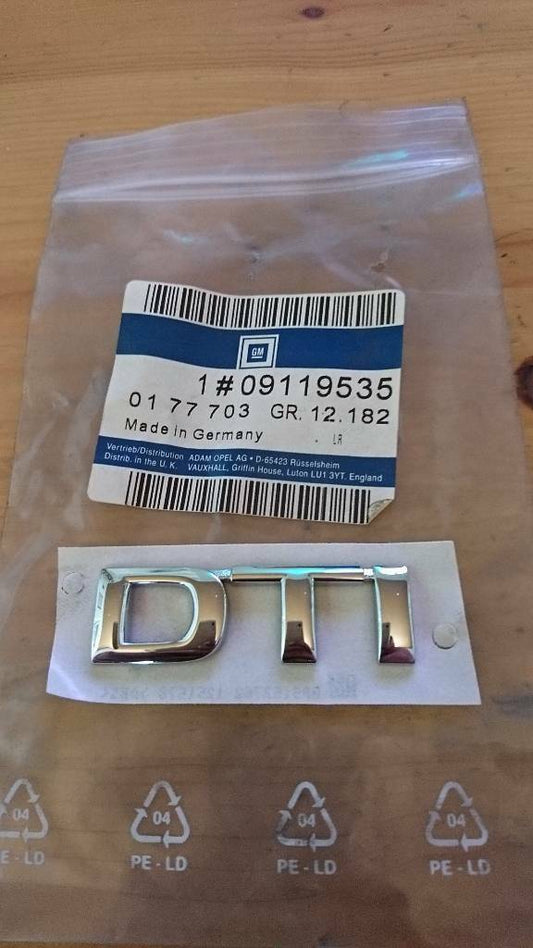 GM
1#09119535
01 77 703 GR. 12.182
Made in Germany LR
Vertrieb/Distribution ADAM OPEL AG • D-65423 Rüsselsheim
Distrib. in the U. K. VAUXHALL, Griffin House, Luton LU1 3YT. England
DTI
04 04 04 04
PE-LD PE-LD PE-LD PE-LD